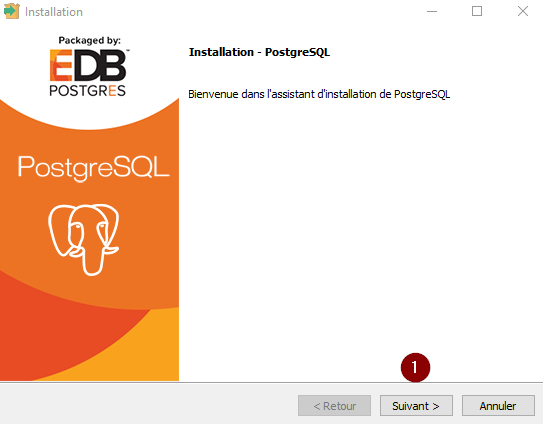 Installation
Packaged by:
EDB
POSTGRES
PostgreSQL
Installation - PostgreSQL
Bienvenue dans l'assistant d'installation de PostgreSQL
1
< Retour
Suivant >
Annuler